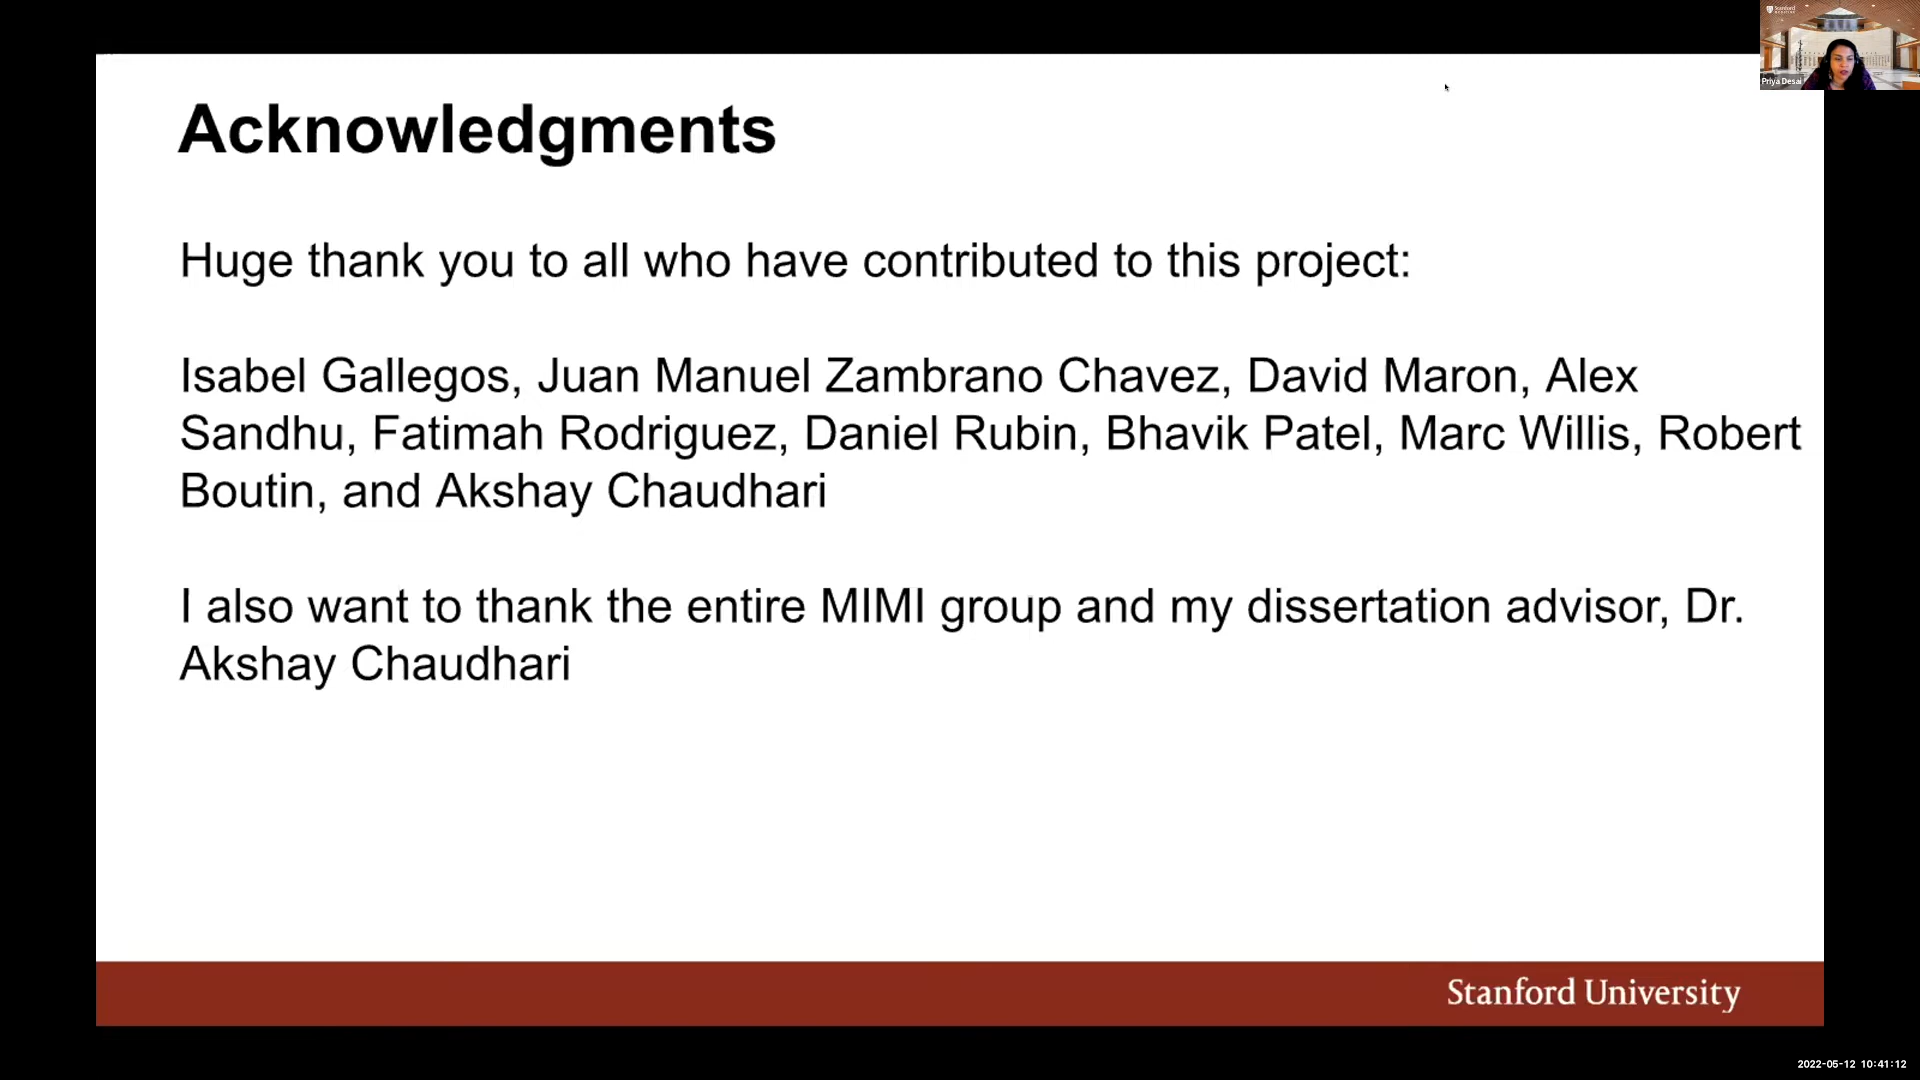 Acknowledgments
Huge thank you to all who have contributed to this project:
Isabel Gallegos, Juan Manuel Zambrano Chavez, David Maron, Alex
Sandhu, Fatimah Rodriguez, Daniel Rubin, Bhavik Patel, Marc Willis, Robert
Boutin, and Akshay Chaudhari
I also want to thank the entire MIMI group and my dissertation advisor, Dr.
Akshay Chaudhari
Stanford University
Stanford
Priya Desai
2022-05-12 10:41:12